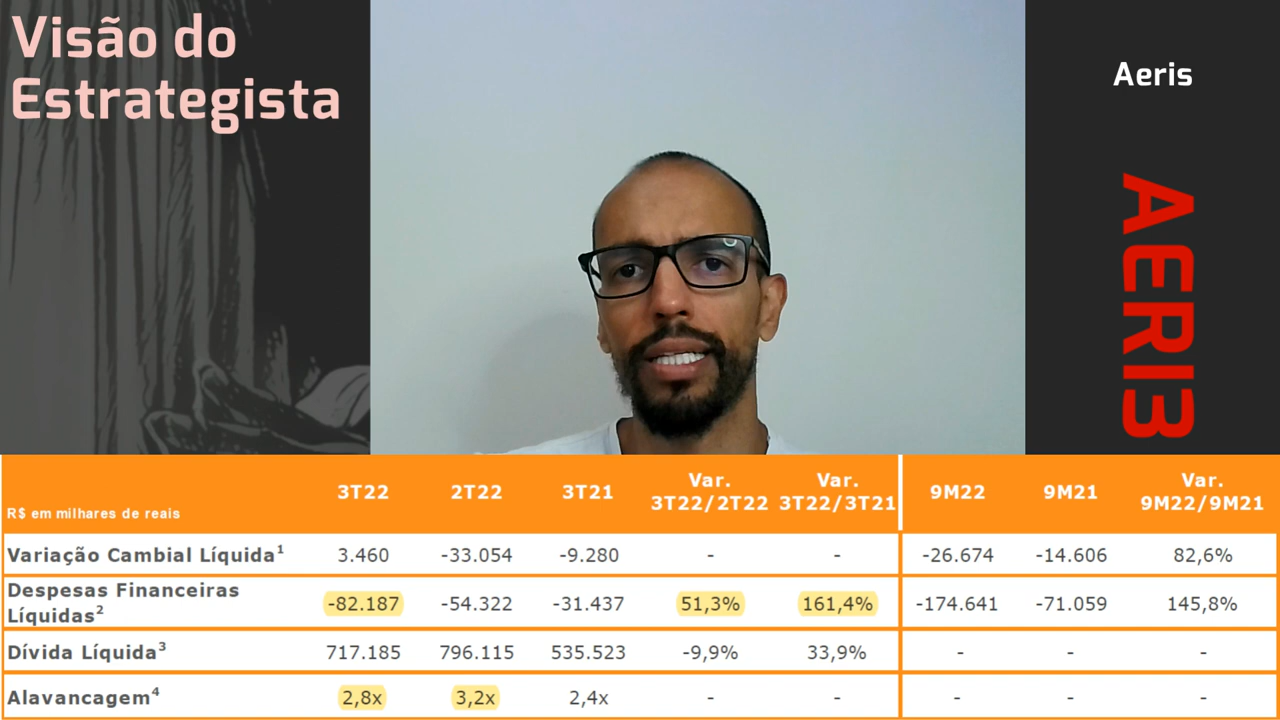 Visão do
Estrategista
Aeris
AERI3
R$ em milhares de reais 3T22 2T22 3T21 Var. 3T22/2T22 Var. 3T22/3T21 9M22 9M21 Var. 9M22/9M21
Variação Cambial Líquida¹ 3.460 -33.054 -9.280 - - -26.674 -14.606 82,6%
Despesas Financeiras Líquidas² -82.187 -54.322 -31.437 51,3% 161,4% -174.641 -71.059 145,8%
Dívida Líquida³ 717.185 796.115 535.523 -9,9% 33,9% - - -
Alavancagem⁴ 2,8x 3,2x 2,4x - - - - -